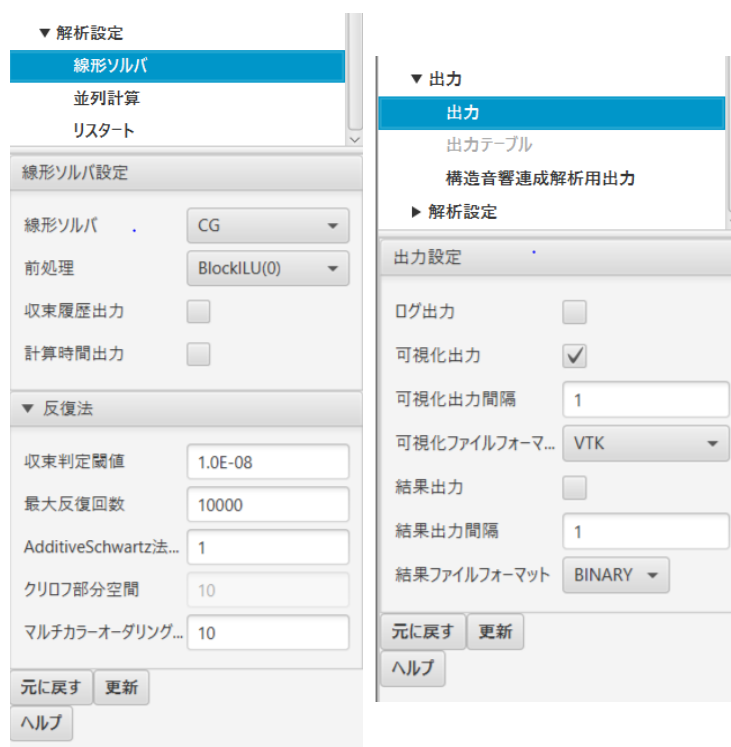 ▼ 解析設定
線形ソルバ
並列計算
リスタート
線形ソルバ設定
線形ソルバ CG
前処理 BlockILU(0)
収束履歴出力
計算時間出力
▼ 反復法
収束判定閾値 1.0E-08
最大反復回数 10000
AdditiveSchwartz法... 1
クリロフ部分空間 10
マルチカラーオーダリング... 10
元に戻す 更新
ヘルプ
▼ 出力
出力
出力テーブル
構造音響連成解析用出力
▶ 解析設定
出力設定
ログ出力
可視化出力
可視化出力間隔 1
可視化ファイルフォーマ... VTK
結果出力
結果出力間隔 1
結果ファイルフォーマット BINARY
元に戻す 更新
ヘルプ